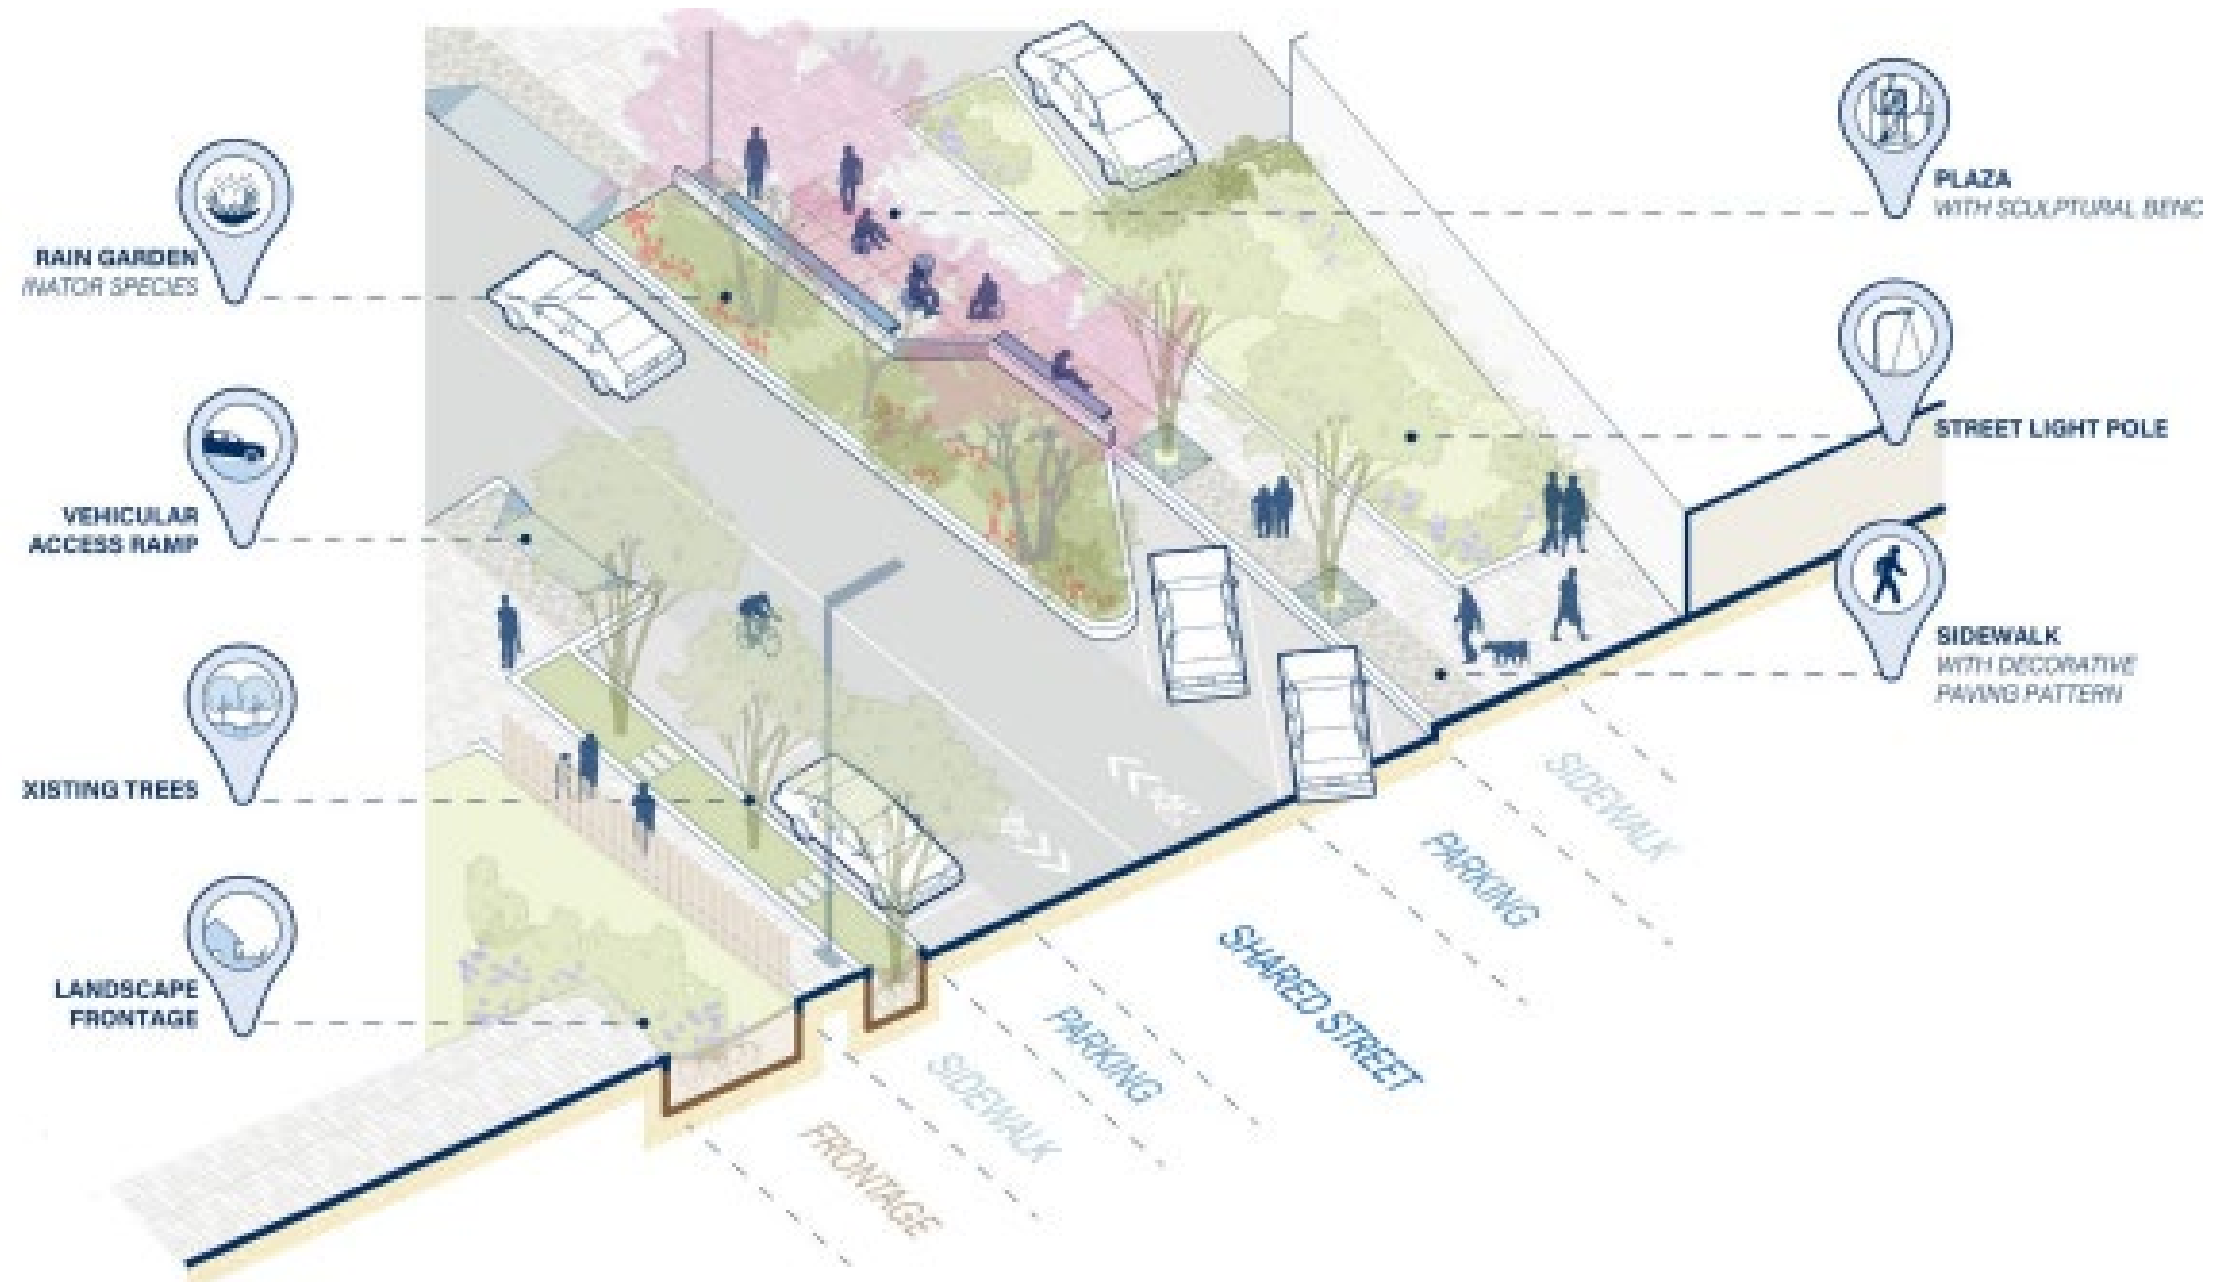 RAIN GARDEN
INATOR SPECIES
VEHICULAR
ACCESS RAMP
XISTING TREES
LANDSCAPE
FRONTAGE
PLAZA
WITH SCULPTURAL BENC
STREET LIGHT POLE
SIDEWALK
WITH DECORATIVE
PAVING PATTERN
SIDEWALK
PARKING
SHARED STREET
PARKING
SIDEWALK
FRONTAGE